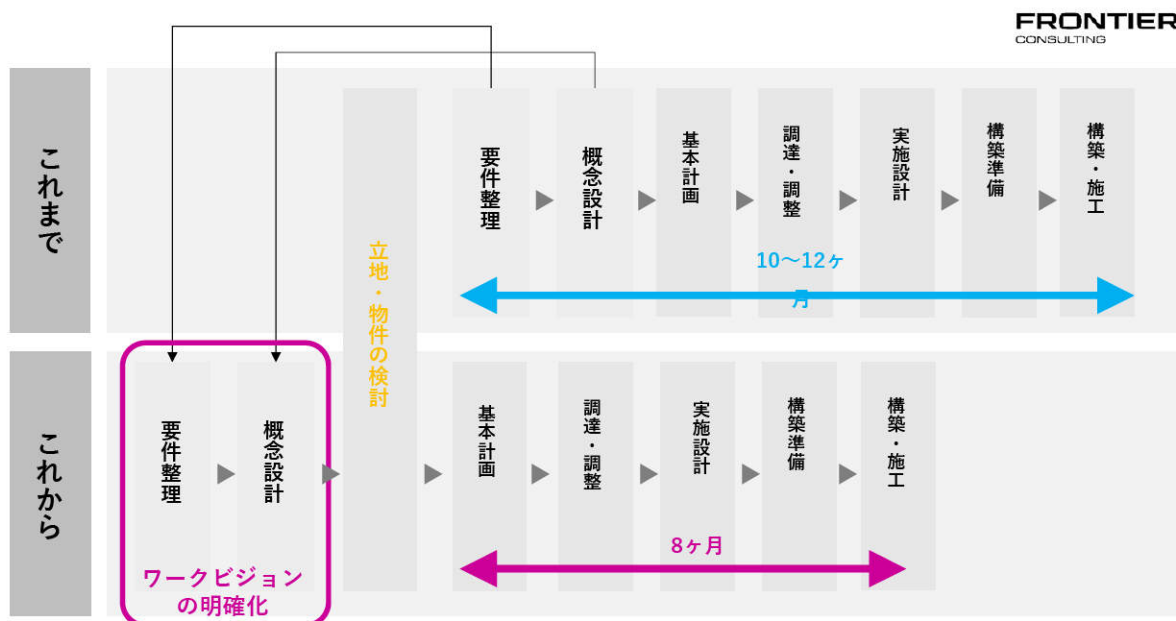 FRONTIER
CONSULTING
これまで
要件整理
概念設計
基本計画
調達・調整
実施設計
構築準備
構築・施工
10〜12ヶ
月
立地・物件の検討
これから
要件整理
概念設計
ワークビジョン
の明確化
基本計画
調達・調整
実施設計
構築準備
構築・施工
8ヶ月